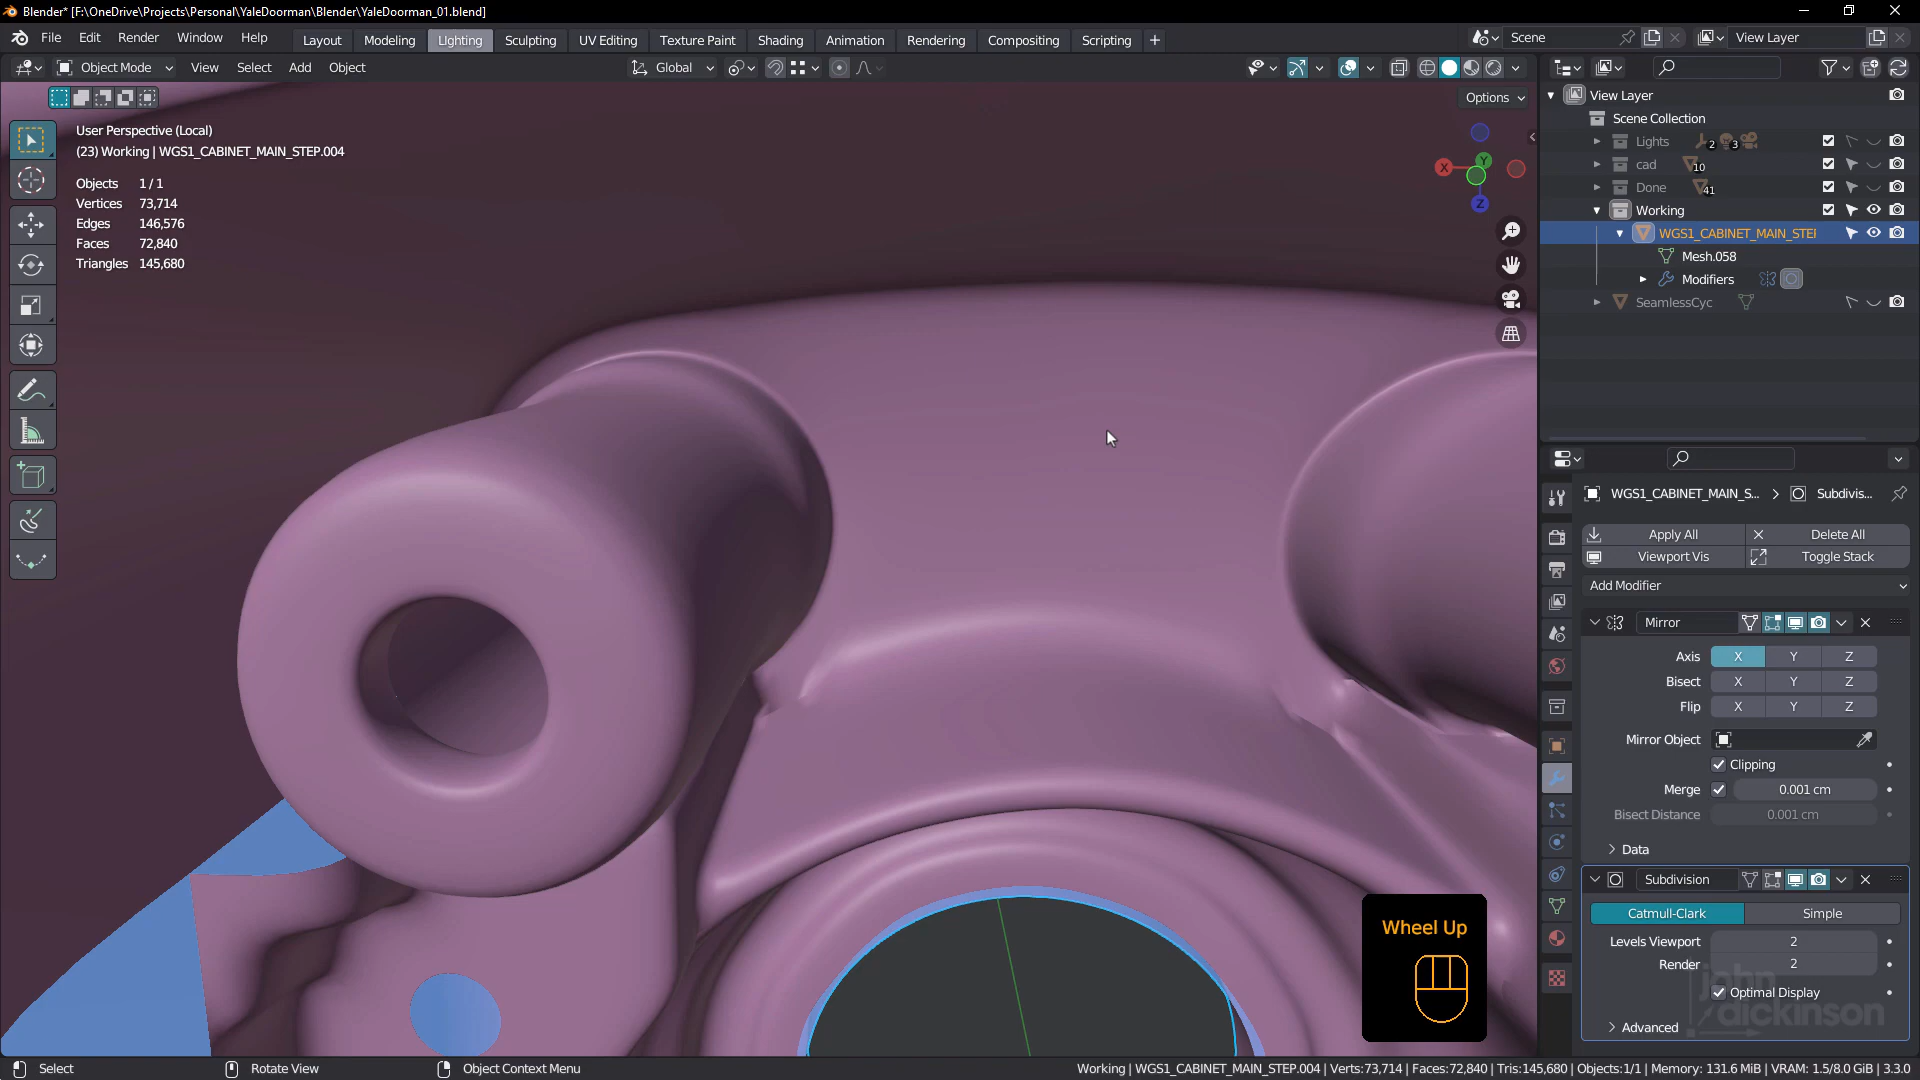 Blender* [F:\OneDrive\Projects\Personal\YaleDoorman\Blender\YaleDoorman_01.blend]
File Edit Render Window Help Layout Modeling Lighting Sculpting UV Editing Texture Paint Shading Animation Rendering Compositing Scripting + Scene View Layer
Object Mode View Select Add Object Global
Options
User Perspective (Local)
(23) Working | WGS1_CABINET_MAIN_STEP.004
Objects 1 / 1
Vertices 73,714
Edges 146,576
Faces 72,840
Triangles 145,680
X Y Z
View Layer
Scene Collection
Lights 2 3
cad 10
Done 41
Working
WGS1_CABINET_MAIN_STEI
Mesh.058
Modifiers
SeamlessCyc
WGS1_CABINET_MAIN_S... > Subdivis...
Apply All Delete All
Viewport Vis Toggle Stack
Add Modifier
Mirror
Axis X Y Z
Bisect X Y Z
Flip X Y Z
Mirror Object
Clipping
Merge 0.001 cm
Bisect Distance 0.001 cm
Data
Subdivision
Catmull-Clark Simple
Levels Viewport 2
Render 2
Optimal Display
Advanced
john
dickinson
Wheel Up
Select Rotate View Object Context Menu
Working | WGS1_CABINET_MAIN_STEP.004 | Verts:73,714 | Faces:72,840 | Tris:145,680 | Objects:1/1 | Memory: 131.6 MiB | VRAM: 1.5/8.0 GiB | 3.3.0